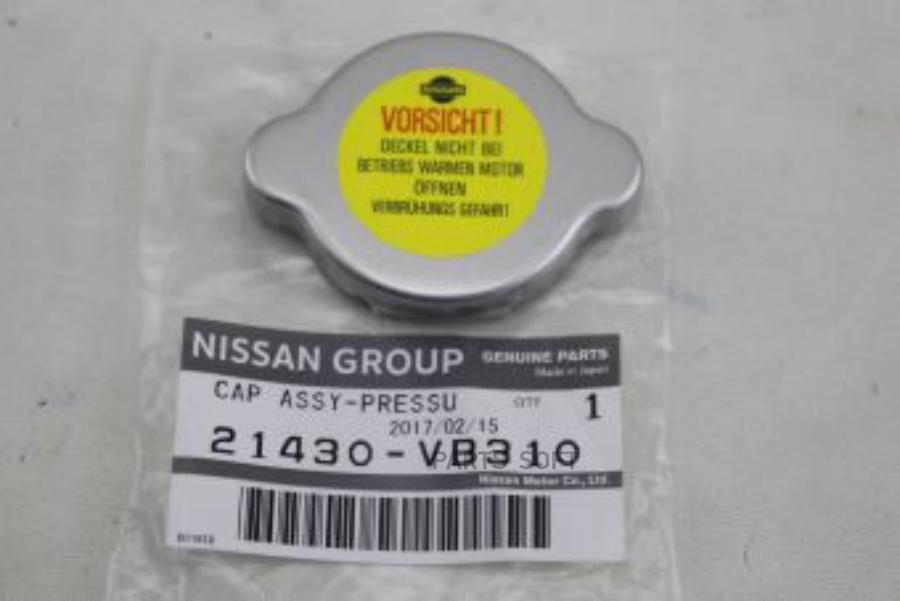 NISSAN
VORSICHT!
DECKEL NICHT BEI
BETRIEBS WARMEN MOTOR
ÖFFNEN
VERBRÜHUNGS GEFAHR!
NISSAN GROUP GENUINE PARTS
Made in Japan
CAP ASSY-PRESSU QTY 1
2017/02/15
21430-VB310
PARTS SOFT
Nissan Motor Co., Ltd.